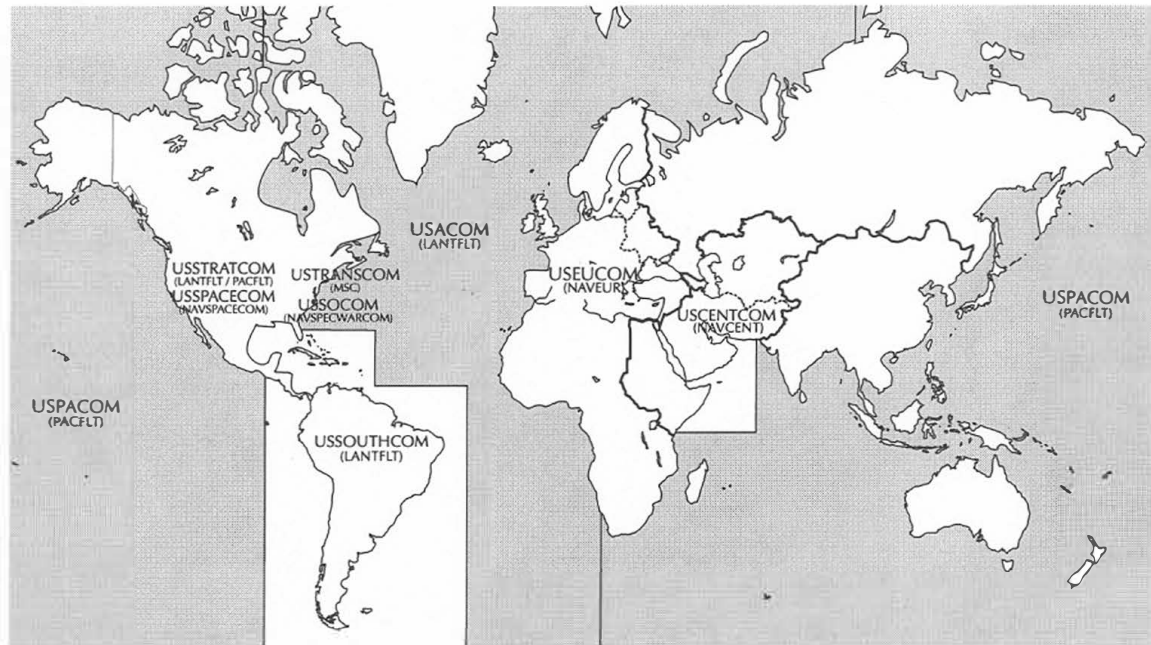 USACOM
(LANTFLT)
USSTRATCOM
(LANTFLT / PACFLT)
USSPACECOM
(NAVSPACECOM)
USTRANSCOM
(MSC)
USSOCOM
(NAVSPECWARCOM)
USEUCOM
(NAVEUR)
USCENTCOM
(NAVCENT)
USPACOM
(PACFLT)
USPACOM
(PACFLT)
USSOUTHCOM
(LANTFLT)